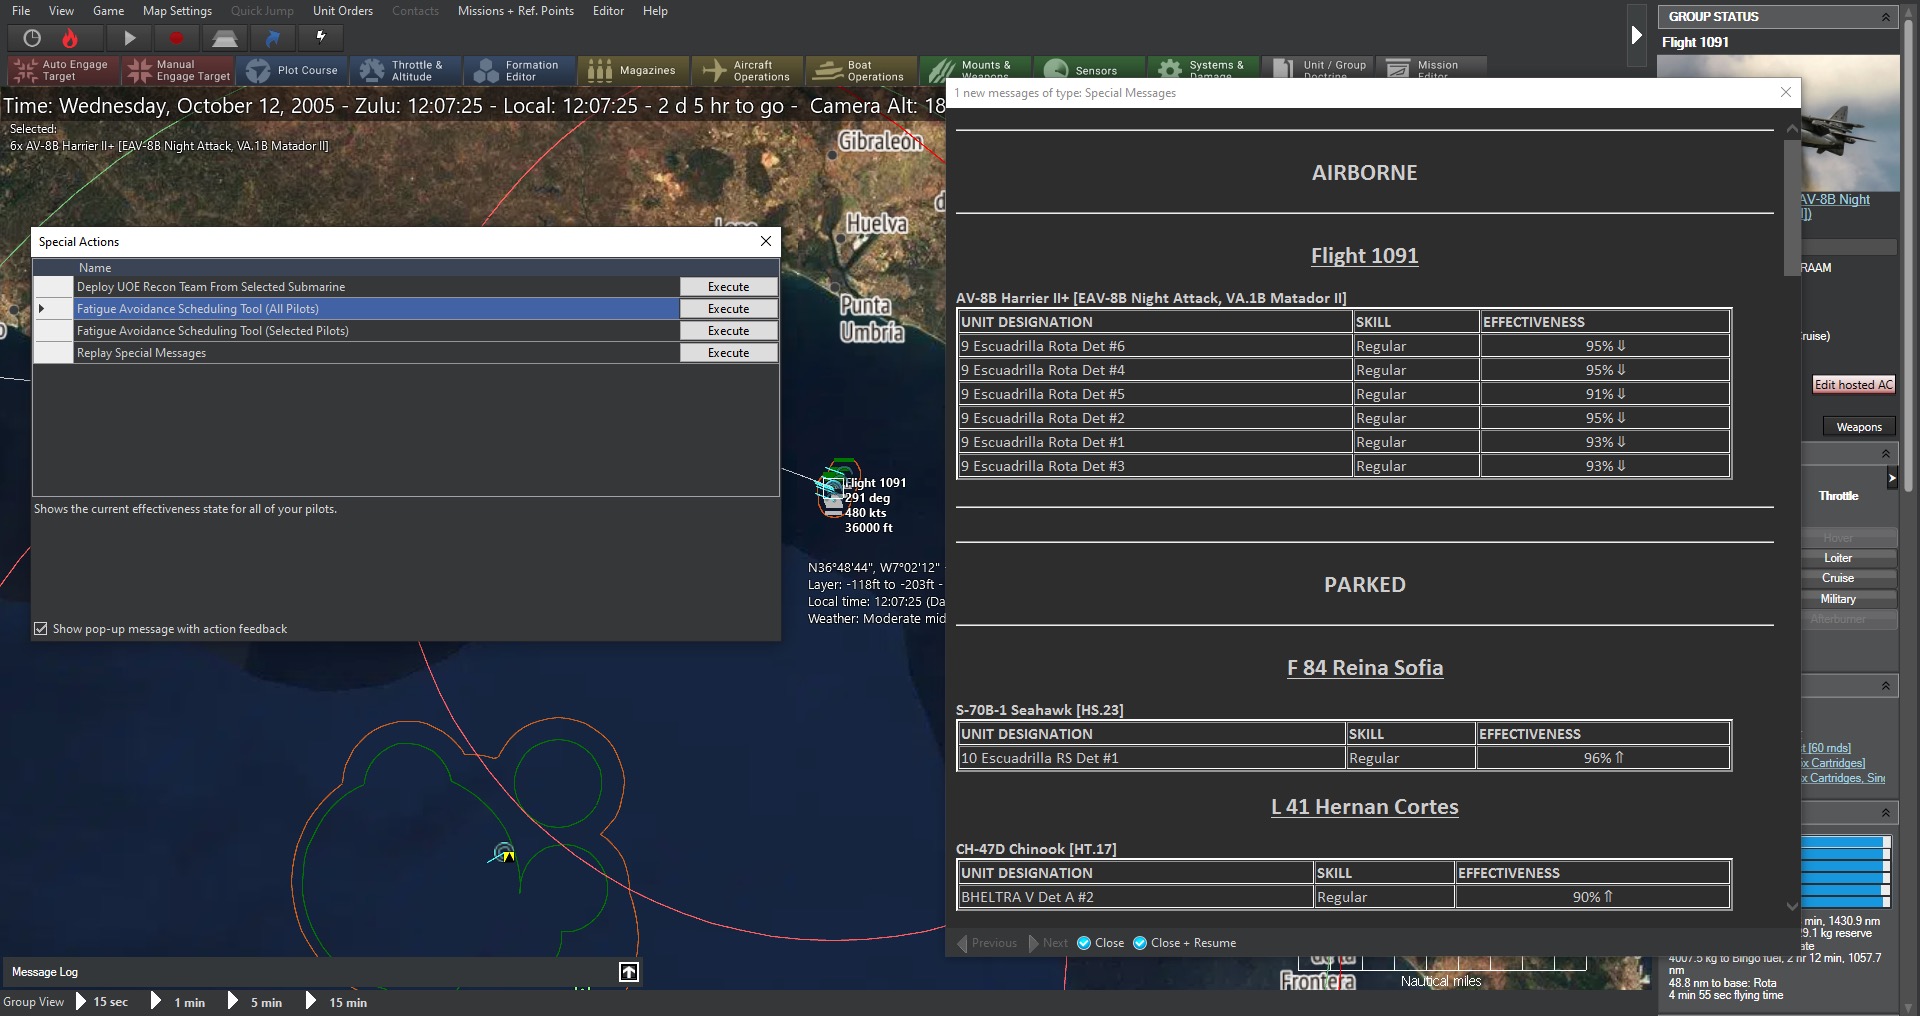 File View Game Map Settings Quick Jump Unit Orders Contacts Missions + Ref. Points Editor Help
Auto Engage Target
Manual Engage Target
Plot Course
Throttle & Altitude
Formation Editor
Magazines
Aircraft Operations
Boat Operations
Mounts & Weapons
Sensors
Systems & Damage
Unit / Group Doctrine
Mission Editor
Time: Wednesday, October 12, 2005 - Zulu: 12:07:25 - Local: 12:07:25 - 2 d 5 hr to go - Camera Alt: 18
Selected:
6x AV-8B Harrier II+ [EAV-8B Night Attack, VA.1B Matador II]
Gibraleón
Huelva
Punta
Umbría
Special Actions
Name
Deploy UOE Recon Team From Selected Submarine Execute
Fatigue Avoidance Scheduling Tool (All Pilots) Execute
Fatigue Avoidance Scheduling Tool (Selected Pilots) Execute
Replay Special Messages Execute
Shows the current effectiveness state for all of your pilots.
Show pop-up message with action feedback
Flight 1091
291 deg
480 kts
36000 ft
N36°48'44", W7°02'12" -
Layer: -118ft to -203ft -
Local time: 12:07:25 (Da
Weather: Moderate mid
1 new messages of type: Special Messages
AIRBORNE
Flight 1091
AV-8B Harrier II+ [EAV-8B Night Attack, VA.1B Matador II]
UNIT DESIGNATION SKILL EFFECTIVENESS
9 Escuadrilla Rota Det #6 Regular 95% ⇓
9 Escuadrilla Rota Det #4 Regular 95% ⇓
9 Escuadrilla Rota Det #5 Regular 91% ⇓
9 Escuadrilla Rota Det #2 Regular 95% ⇓
9 Escuadrilla Rota Det #1 Regular 93% ⇓
9 Escuadrilla Rota Det #3 Regular 93% ⇓
PARKED
F 84 Reina Sofia
S-70B-1 Seahawk [HS.23]
UNIT DESIGNATION SKILL EFFECTIVENESS
10 Escuadrilla RS Det #1 Regular 96% ⇑
L 41 Hernan Cortes
CH-47D Chinook [HT.17]
UNIT DESIGNATION SKILL EFFECTIVENESS
BHELTRA V Det A #2 Regular 90% ⇑
Previous Next Close Close + Resume
GROUP STATUS
Flight 1091
AV-8B Night
RAAM
ruise)
Edit hosted AC
Weapons
Throttle
Hover
Loiter
Cruise
Military
Afterburner
t [60 rnds]
x Cartridges]
x Cartridges, Sin
min, 1430.9 nm
9.1 kg reserve
ate
4007.5 kg to Bingo fuel, 2 hr 12 min, 1057.7
nm
48.8 nm to base: Rota
4 min 55 sec flying time
Frontera
Nautical miles
Message Log
Group View 15 sec 1 min 5 min 15 min